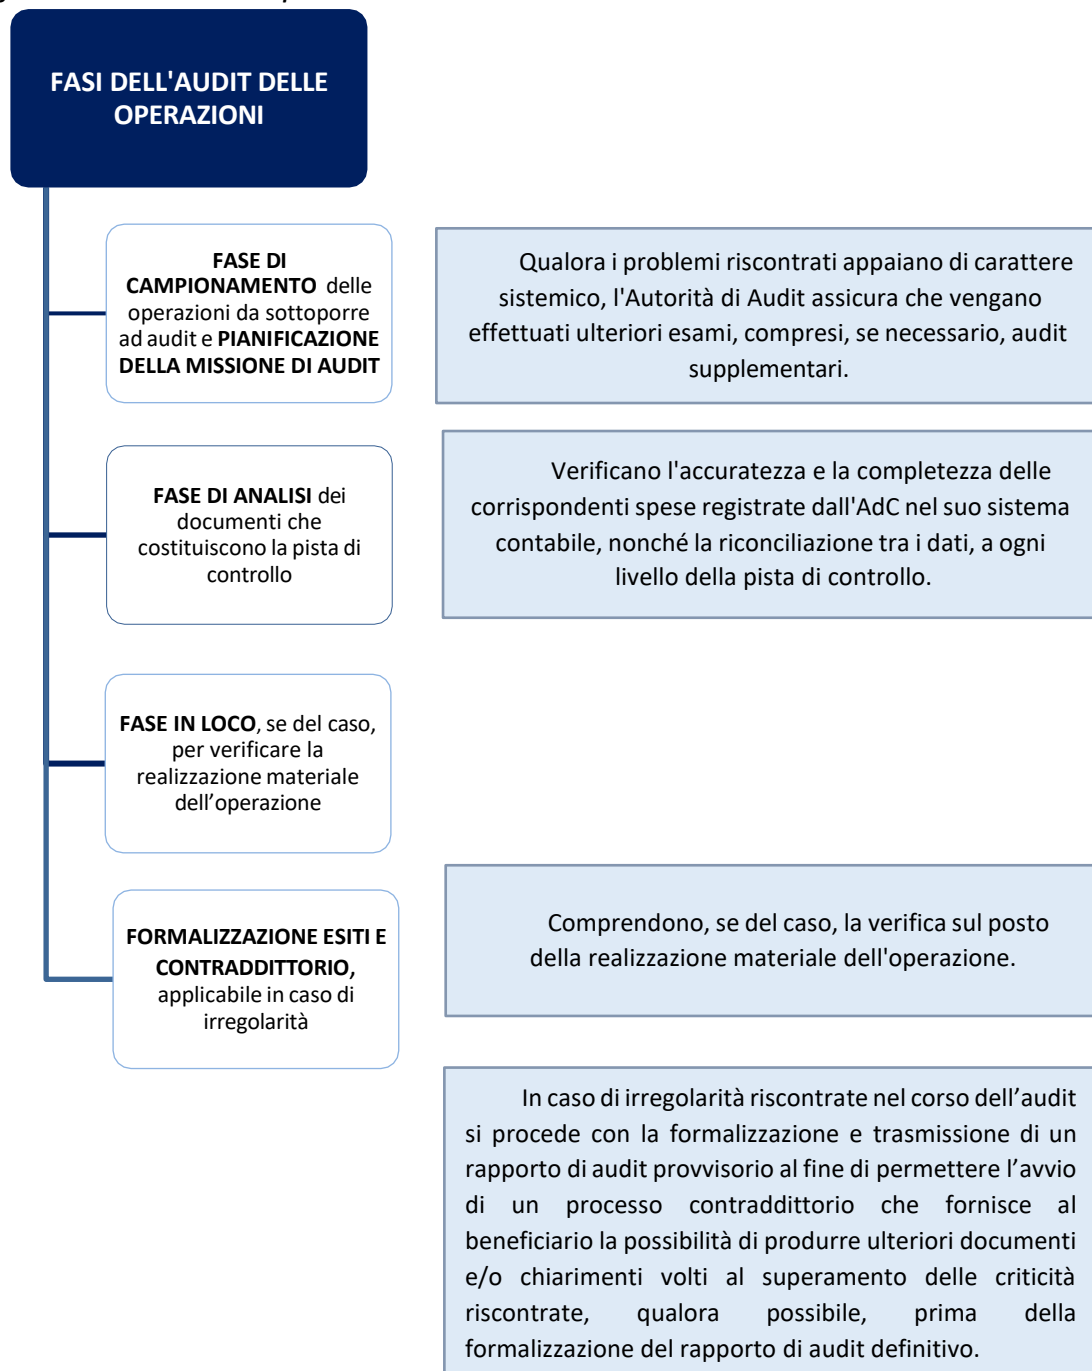 FASI DELL'AUDIT DELLE
OPERAZIONI
FASE DI
CAMPIONAMENTO delle
operazioni da sottoporre
ad audit e PIANIFICAZIONE
DELLA MISSIONE DI AUDIT
Qualora i problemi riscontrati appaiano di carattere
sistemico, l'Autorità di Audit assicura che vengano
effettuati ulteriori esami, compresi, se necessario, audit
supplementari.
FASE DI ANALISI dei
documenti che
costituiscono la pista di
controllo
Verificano l'accuratezza e la completezza delle
corrispondenti spese registrate dall'AdC nel suo sistema
contabile, nonché la riconciliazione tra i dati, a ogni
livello della pista di controllo.
FASE IN LOCO, se del caso,
per verificare la
realizzazione materiale
dell’operazione
FORMALIZZAZIONE ESITI E
CONTRADDITTORIO,
applicabile in caso di
irregolarità
Comprendono, se del caso, la verifica sul posto
della realizzazione materiale dell'operazione.
In caso di irregolarità riscontrate nel corso dell’audit
si procede con la formalizzazione e trasmissione di un
rapporto di audit provvisorio al fine di permettere l’avvio
di un processo contraddittorio che fornisce al
beneficiario la possibilità di produrre ulteriori documenti
e/o chiarimenti volti al superamento delle criticità
riscontrate, qualora possibile, prima della
formalizzazione del rapporto di audit definitivo.